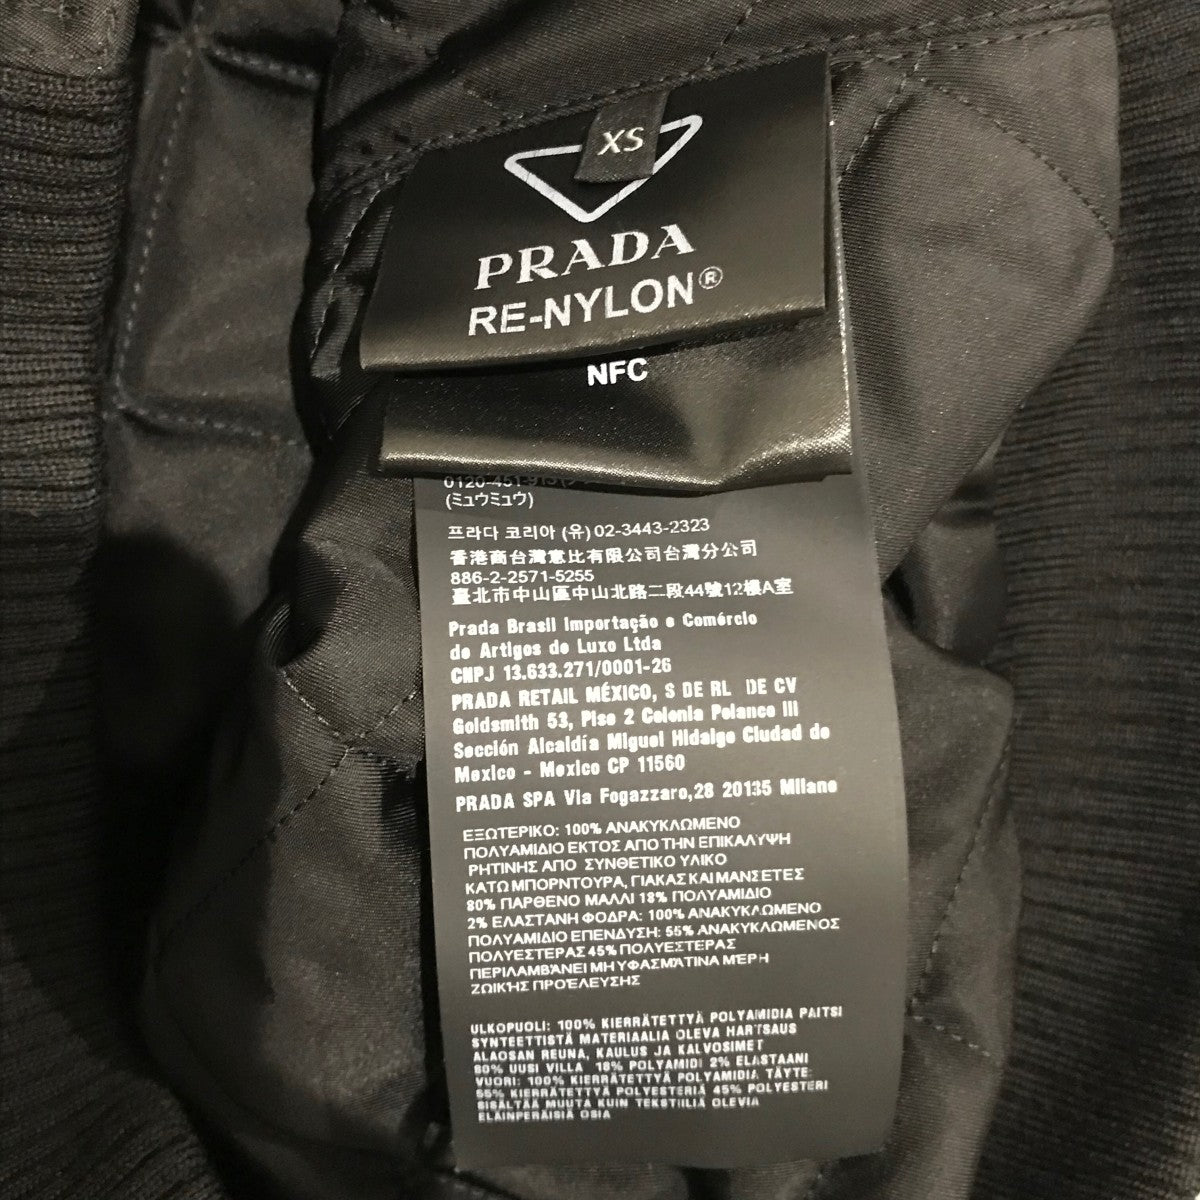 XS
PRADA
RE-NYLON®
NFC
(ミュウミュウ)
프라다 코리아 (유) 02-3443-2323
香港商台灣意比有限公司台灣分公司
886-2-2571-5255
臺北市中山區中山北路二段44號12樓A室
Prada Brasil Importação e Comércio
de Artigos de Luxo Ltda
CNPJ 13.633.271/0001-26
PRADA RETAIL MÉXICO, S DE RL DE CV
Goldsmith 53, Piso 2 Colonia Polanco III
Sección Alcaldía Miguel Hidalgo Ciudad de
Mexico - Mexico CP 11560
PRADA SPA Via Fogazzaro,28 20135 Milano
ΕΞΩΤΕΡΙΚΟ: 100% ΑΝΑΚΥΚΛΩΜΕΝΟ
ΠΟΛΥΑΜΙΔΙΟ ΕΚΤΟΣ ΑΠΟ ΤΗΝ ΕΠΙΚΑΛΥΨΗ
ΡΗΤΙΝΗΣ ΑΠΟ ΣΥΝΘΕΤΙΚΟ ΥΛΙΚΟ
ΚΑΤΩ ΜΠΟΡΝΤΟΥΡΑ, ΓΙΑΚΑΣ ΚΑΙ ΜΑΝΣΕΤΕΣ
80% ΠΑΡΘΕΝΟ ΜΑΛΛΙ 18% ΠΟΛΥΑΜΙΔΙΟ
2% ΕΛΑΣΤΑΝΗ ΦΟΔΡΑ: 100% ΑΝΑΚΥΚΛΩΜΕΝΟ
ΠΟΛΥΑΜΙΔΙΟ ΕΠΕΝΔΥΣΗ: 55% ΑΝΑΚΥΚΛΩΜΕΝΟΣ
ΠΟΛΥΕΣΤΕΡΑΣ 45% ΠΟΛΥΕΣΤΕΡΑΣ
ΠΕΡΙΛΑΜΒΆΝΕΙ ΜΗ ΥΦΑΣΜΆΤΙΝΑ ΜΈΡΗ
ΖΩΙΚΉΣ ΠΡΟΈΛΕΥΣΗΣ
ULKOPUOLI: 100% KIERRÄTETTYÄ POLYAMIDIA PAITSI
SYNTEETTISTÄ MATERIAALIA OLEVA HARTSAUS
ALAOSAN REUNA, KAULUS JA KALVOSIMET
80% UUSI VILLA 18% POLYAMIDI 2% ELASTAANI
VUORI: 100% KIERRÄTETTYÄ POLYAMIDIA TÄYTE:
55% KIERRÄTETTYÄ POLYESTERIÄ 45% POLYESTERI
SISÄLTÄÄ MUUTA KUIN TEKSTIILIÄ OLEVIA
ELÄINPERÄISIÄ OSIA